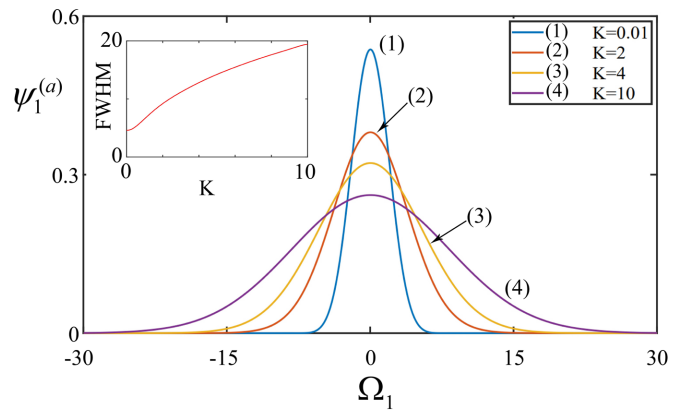 0.6
ψ₁⁽ᵃ⁾
0.3
0
-30
-15
0
15
30
Ω₁
20
FWHM
0
0
10
K
(1)
(2)
(3)
(4)
(1) K=0.01
(2) K=2
(3) K=4
(4) K=10